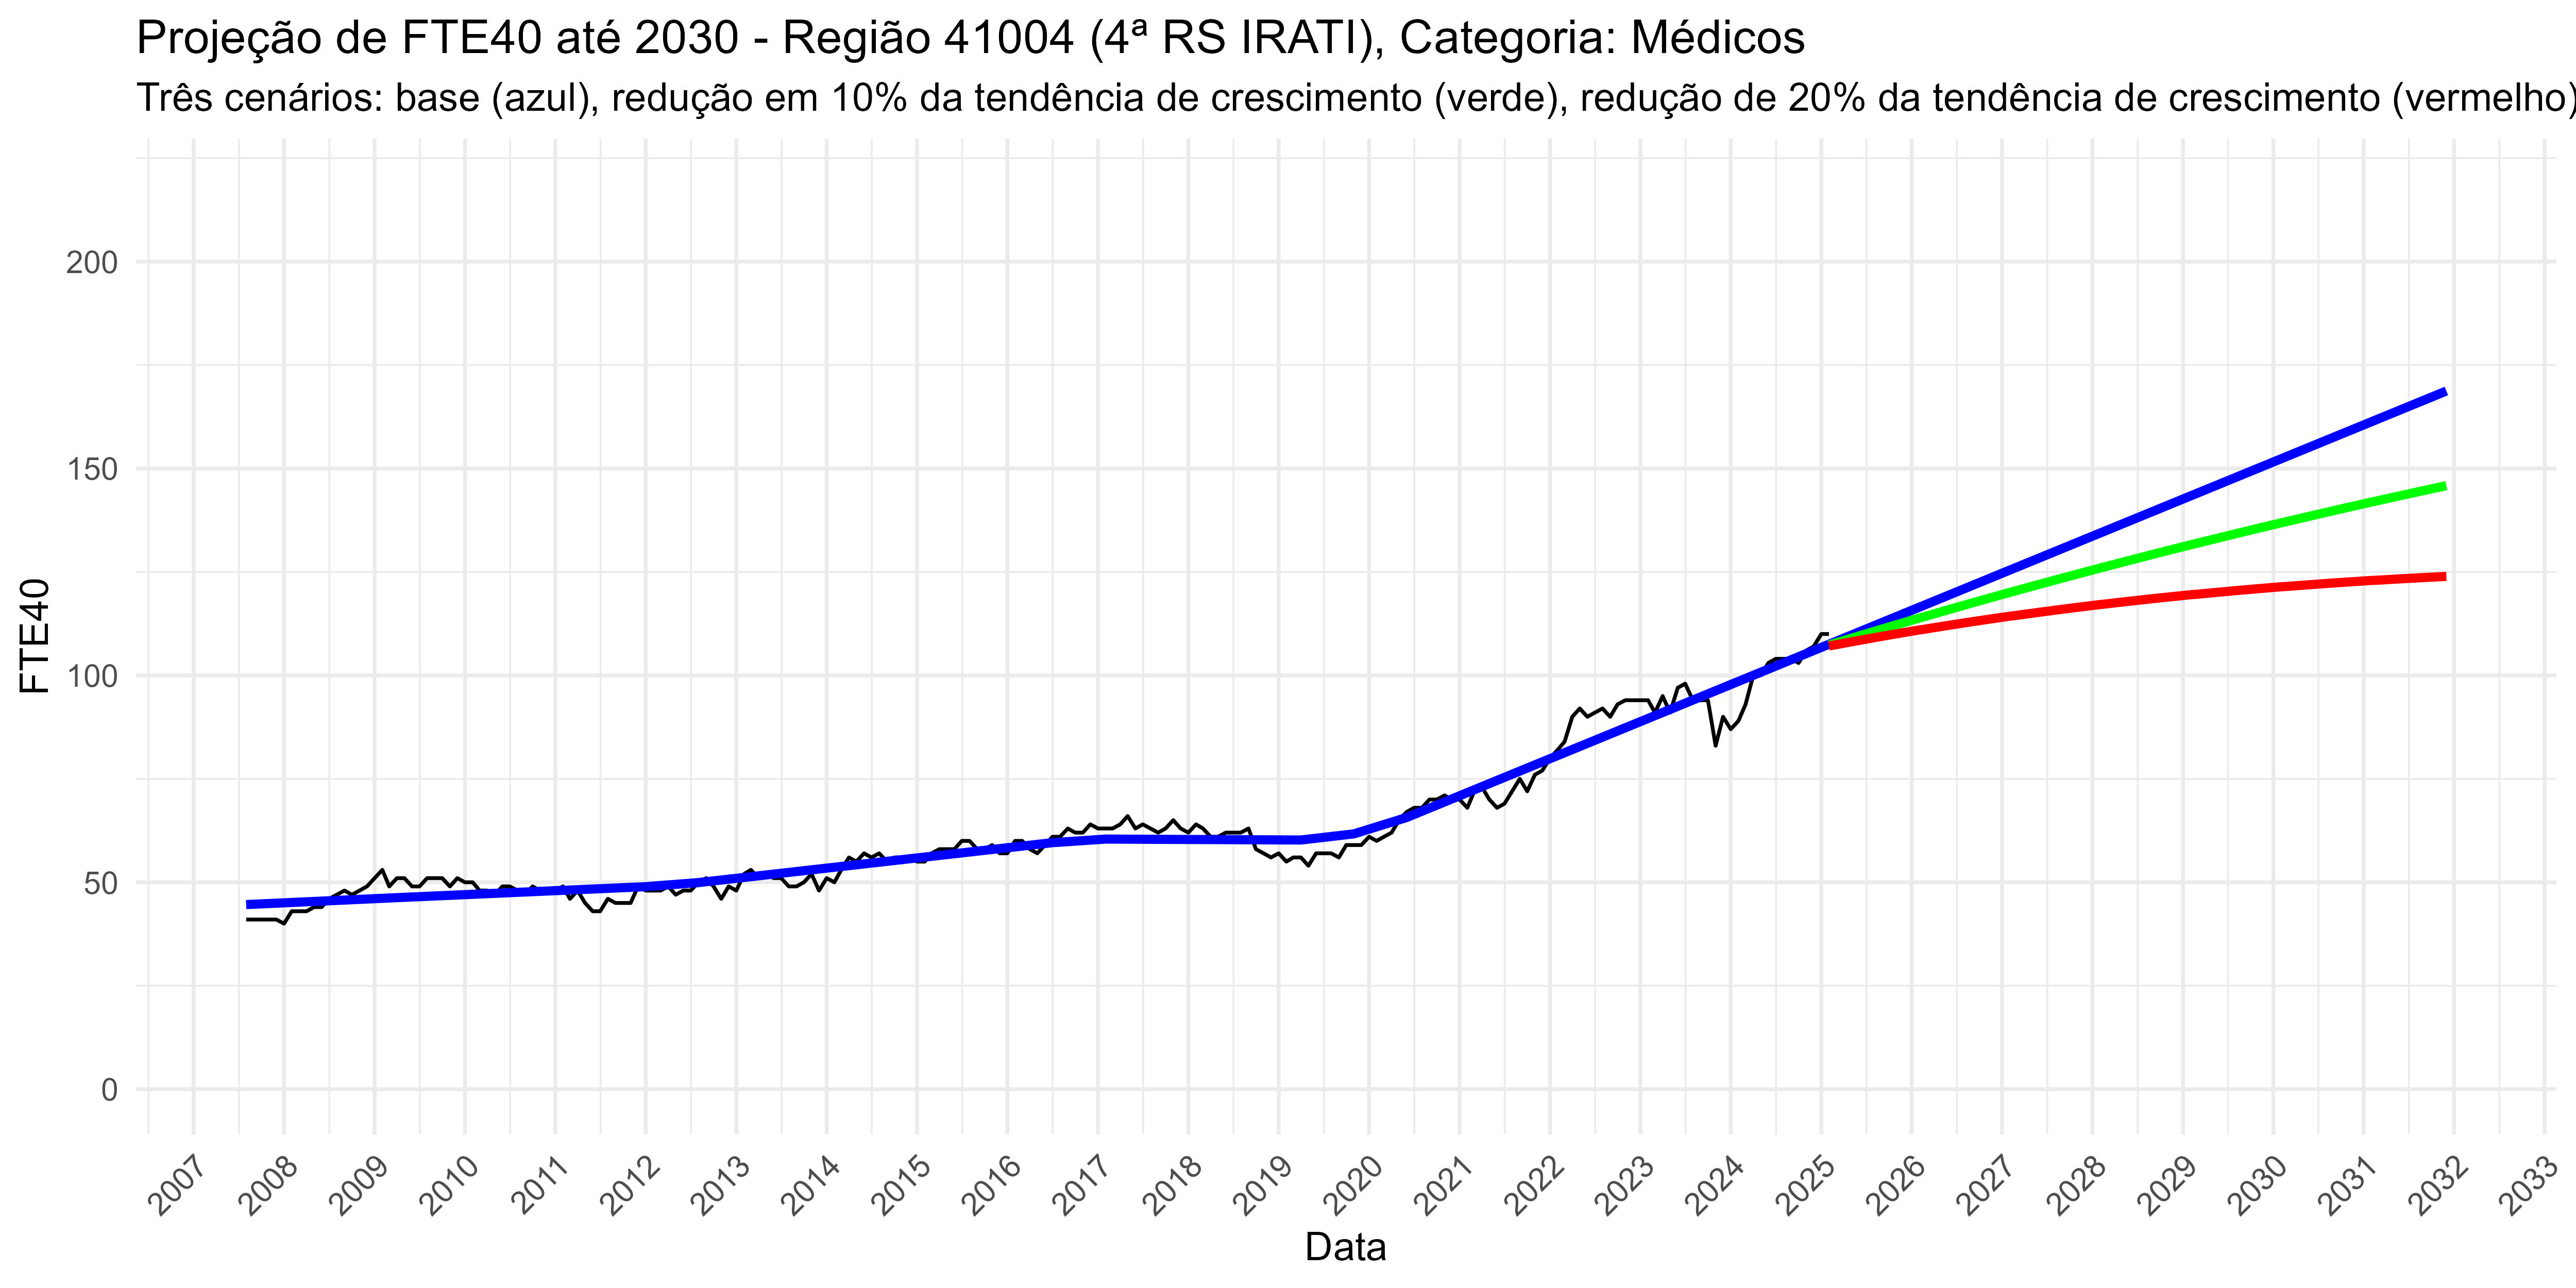 Projeção de FTE40 até 2030 - Região 41004 (4ª RS IRATI), Categoria: Médicos
Três cenários: base (azul), redução em 10% da tendência de crescimento (verde), redução de 20% da tendência de crescimento (vermelho)
200
150
100
50
0
FTE40
2007 2008 2009 2010 2011 2012 2013 2014 2015 2016 2017 2018 2019 2020 2021 2022 2023 2024 2025 2026 2027 2028 2029 2030 2031 2032 2033
Data